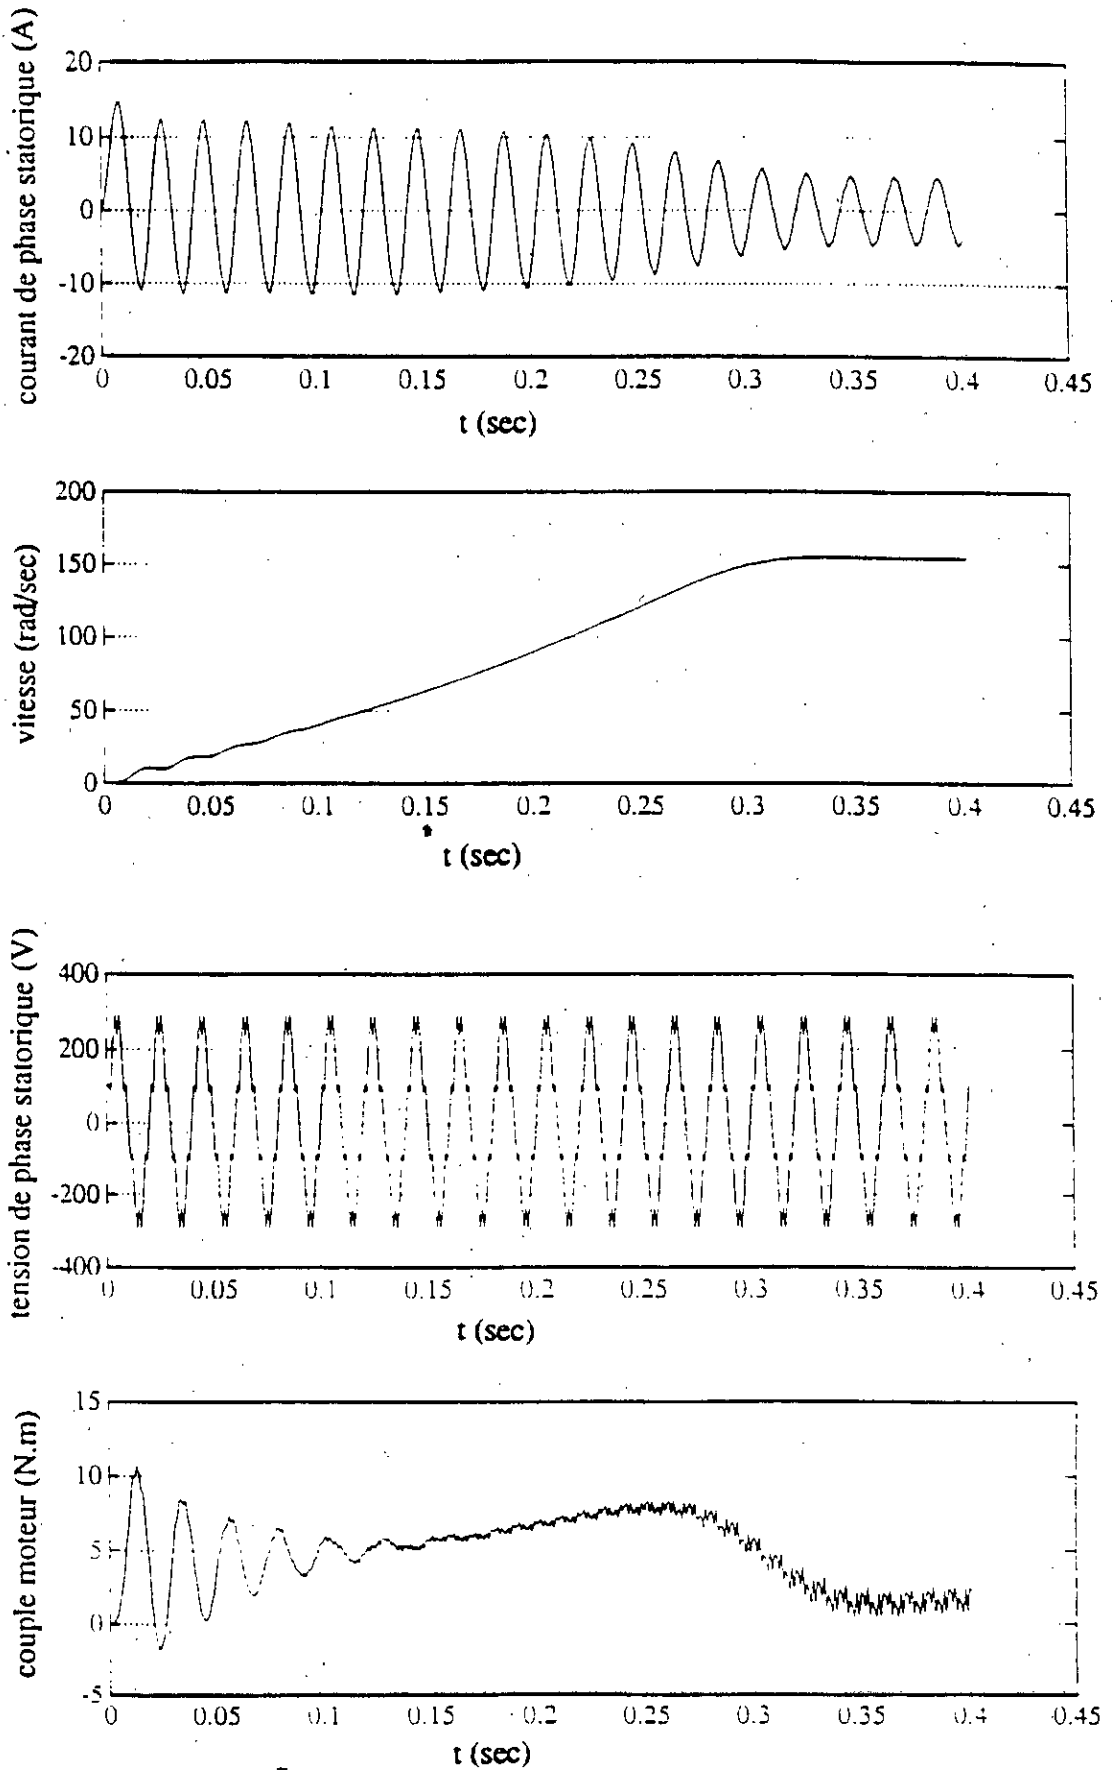 courant de phase statorique (A)
20
10
0
-10
-20
0 0.05 0.1 0.15 0.2 0.25 0.3 0.35 0.4 0.45
t (sec)
vitesse (rad/sec)
200
150
100
50
0
0 0.05 0.1 0.15 0.2 0.25 0.3 0.35 0.4 0.45
t (sec)
tension de phase statorique (V)
400
200
0
-200
-400
0 0.05 0.1 0.15 0.2 0.25 0.3 0.35 0.4 0.45
t (sec)
couple moteur (N.m)
15
10
5
0
-5
0 0.05 0.1 0.15 0.2 0.25 0.3 0.35 0.4 0.45
t (sec)